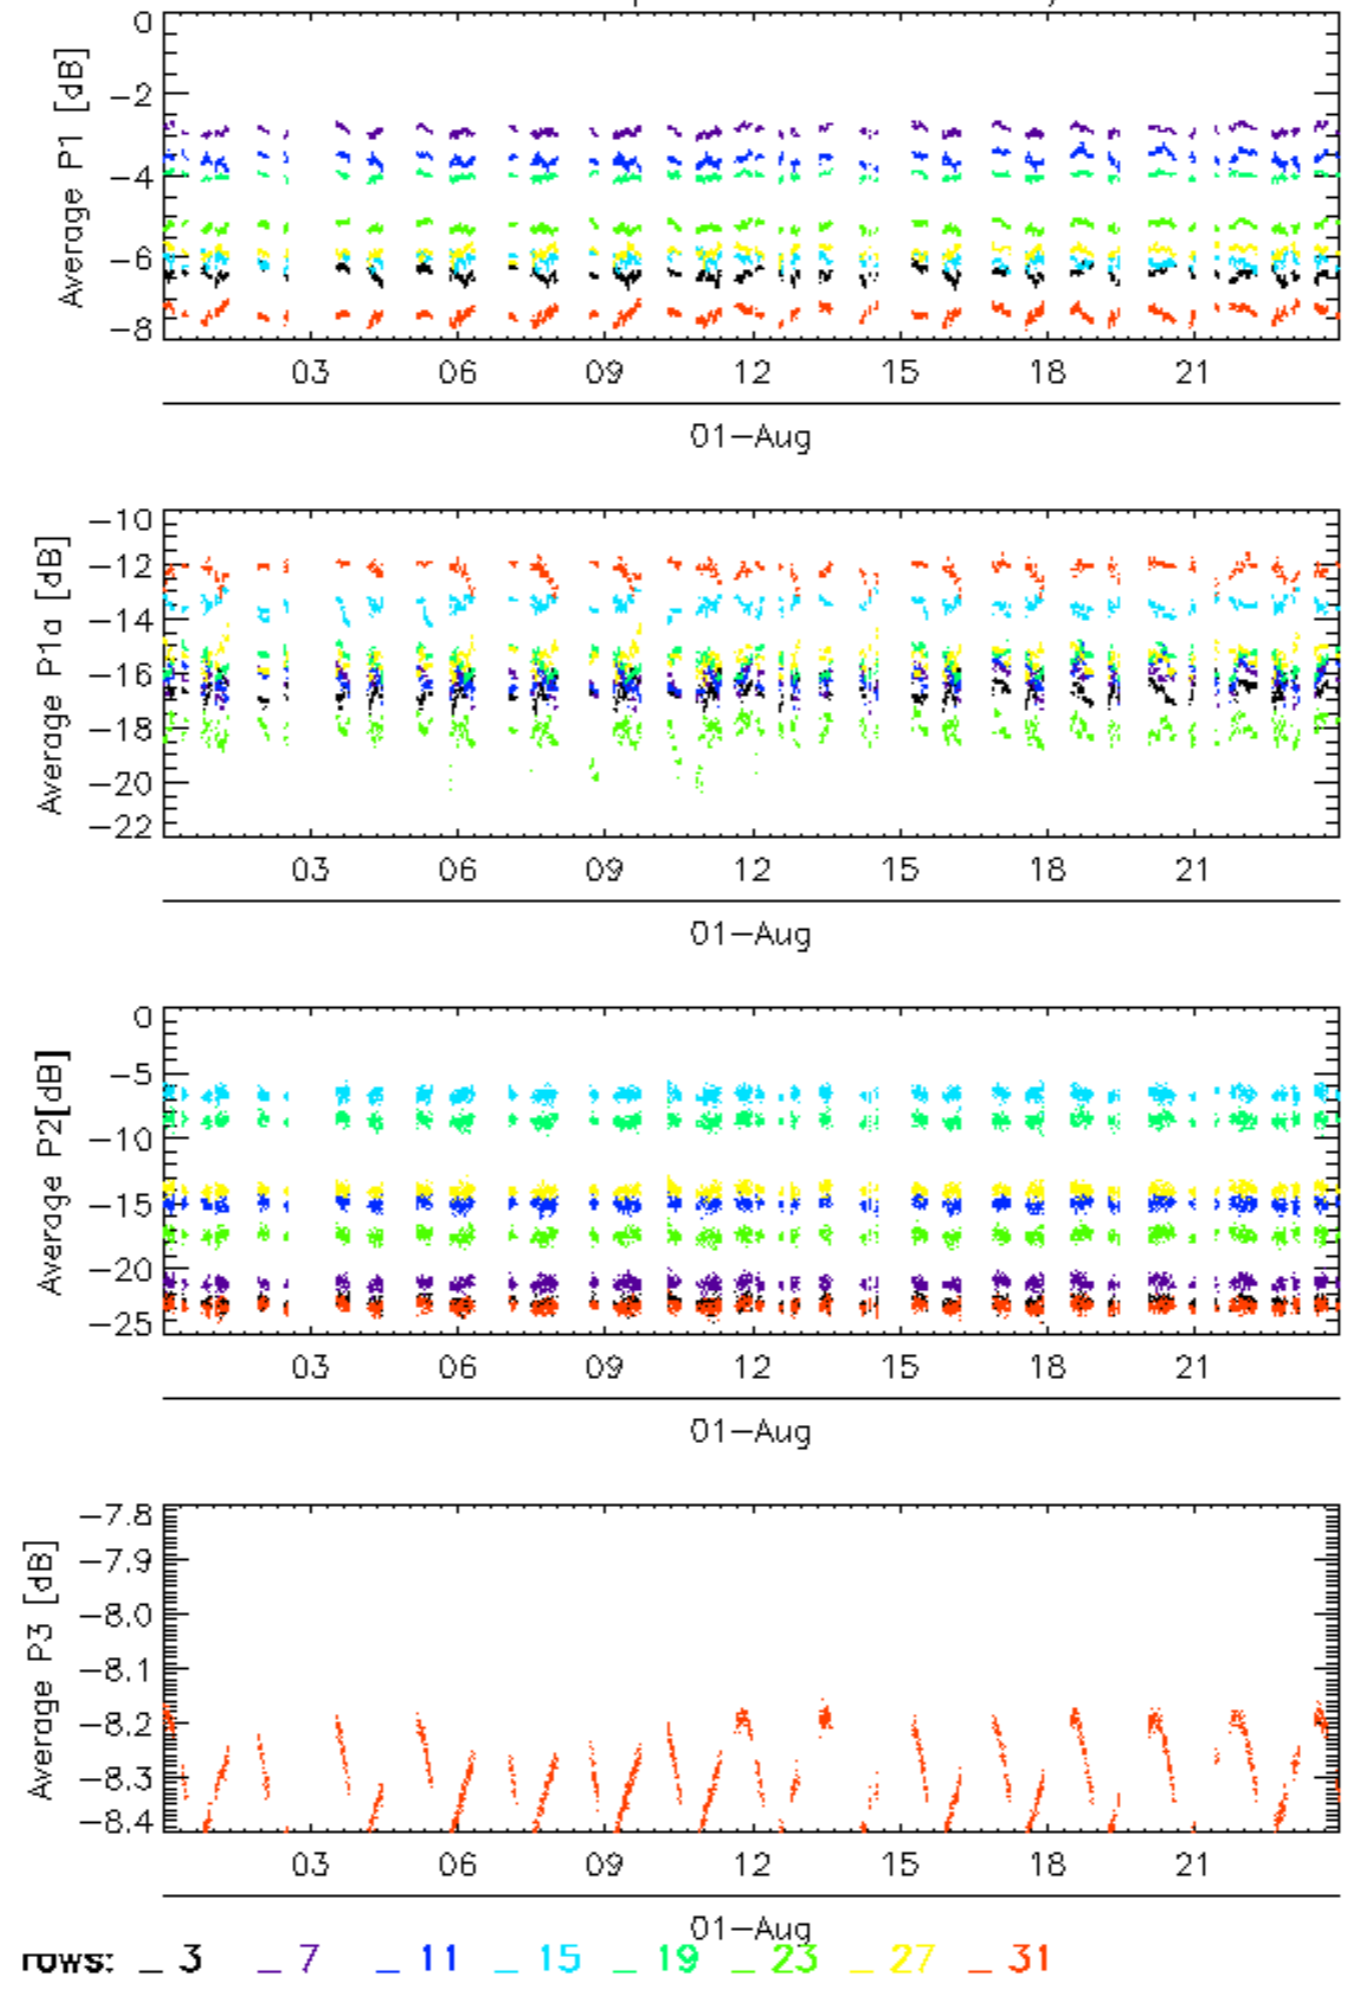 0
-2
-4
-6
-8
Average P1 [dB]
03 06 09 12 15 18 21
01-Aug
-10
-12
-14
-16
-18
-20
-22
Average P1a [dB]
03 06 09 12 15 18 21
01-Aug
0
-5
-10
-15
-20
-25
Average P2[dB]
03 06 09 12 15 18 21
01-Aug
-7.8
-7.9
-8.0
-8.1
-8.2
-8.3
-8.4
Average P3 [dB]
03 06 09 12 15 18 21
01-Aug
rows: _ 3 _ 7 _ 11 _ 15 _ 19 _ 23 _ 27 _ 31